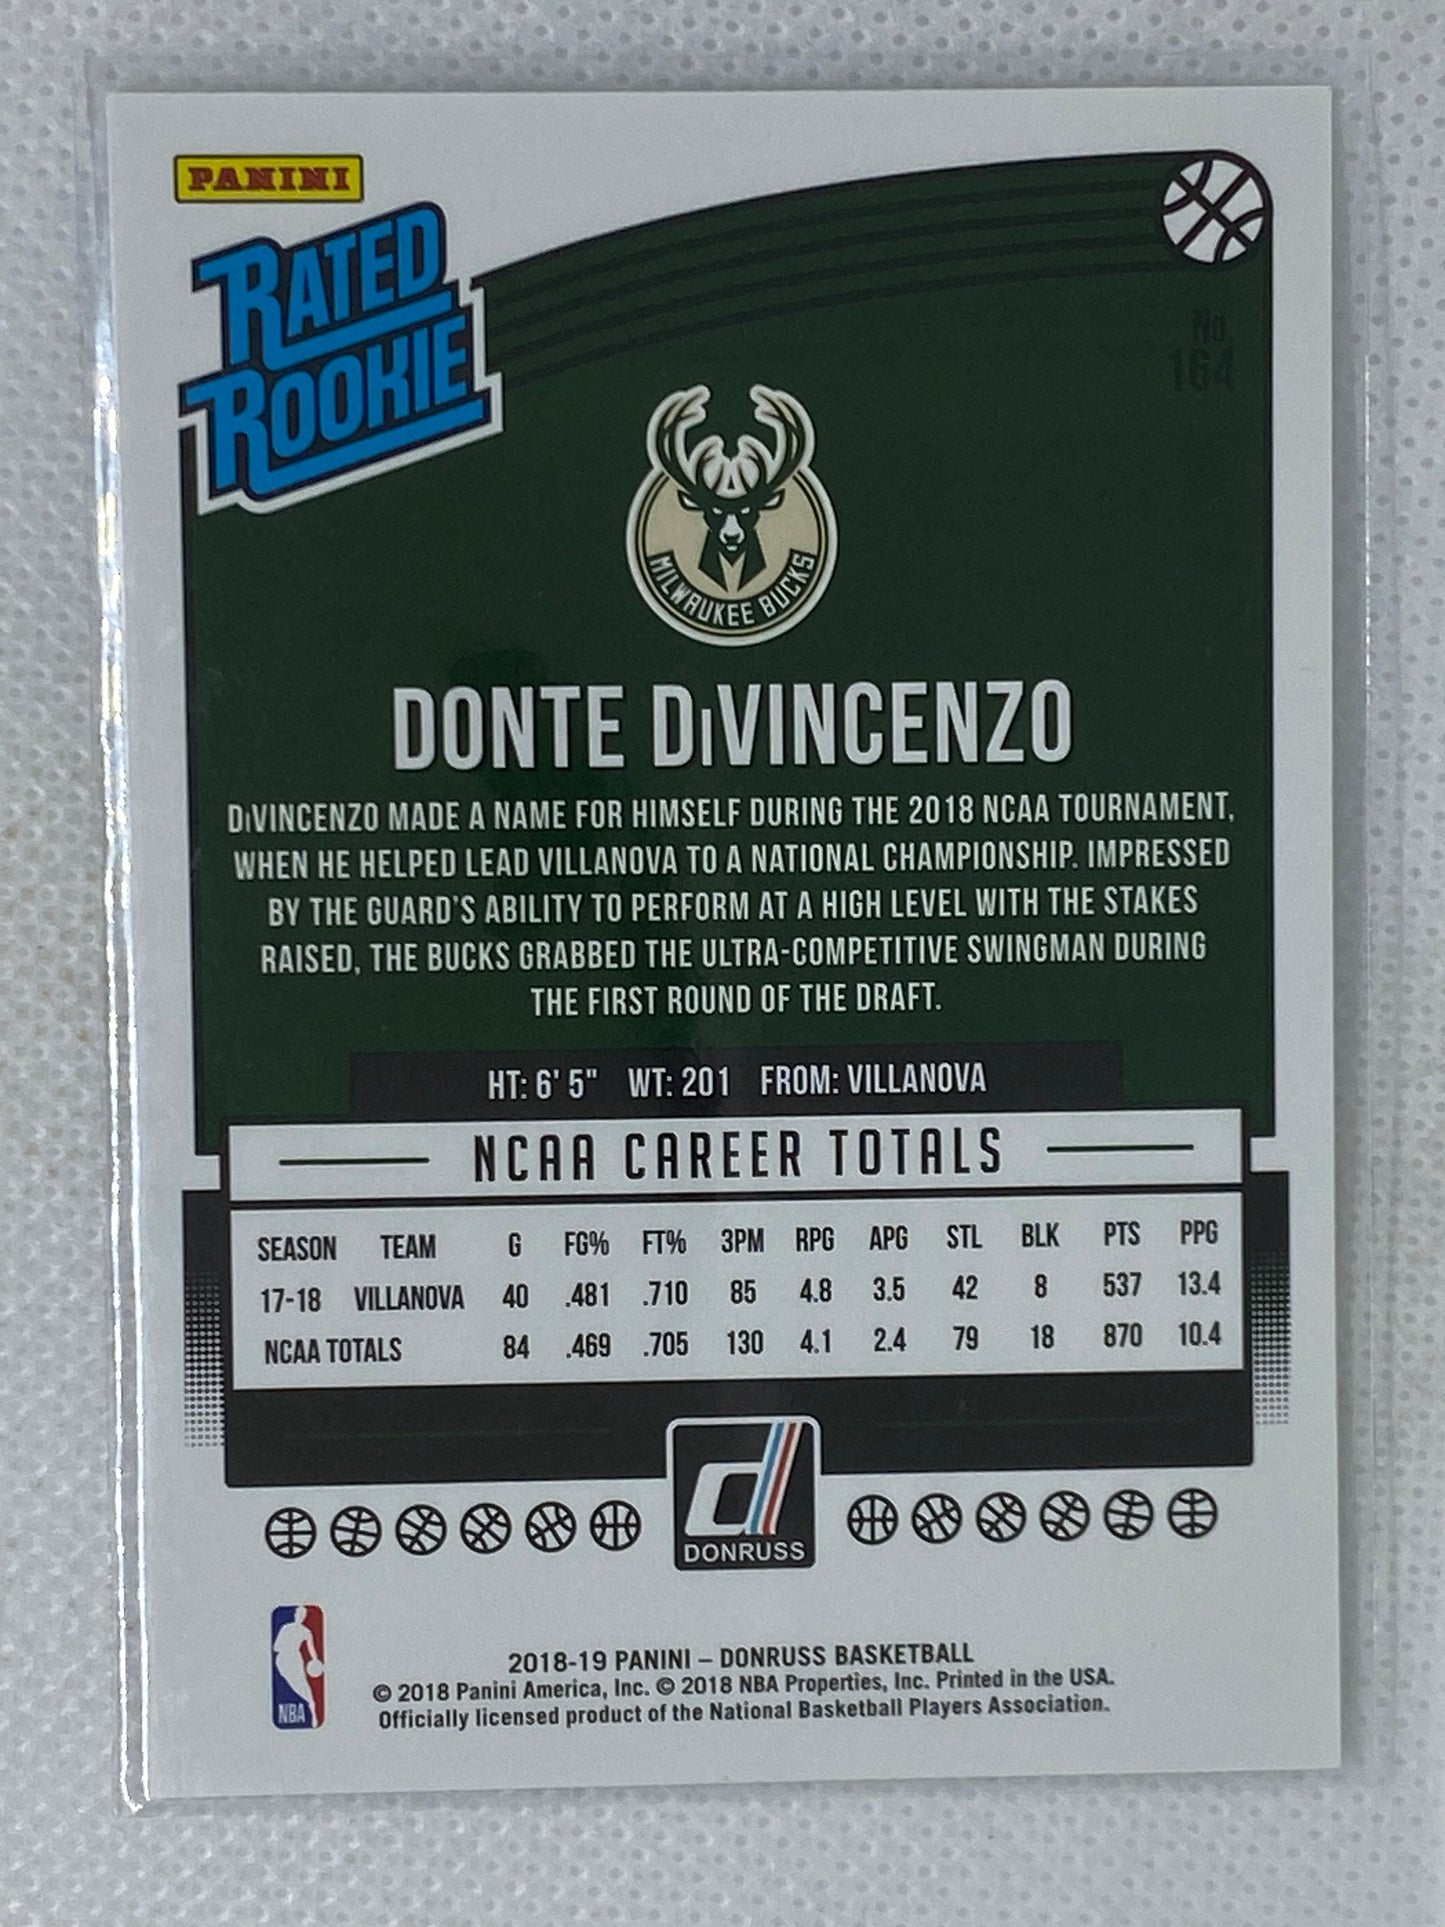 PANINI
RATED
ROOKIE
No.
164
MILWAUKEE BUCKS
DONTE DiVINCENZO
DiVINCENZO MADE A NAME FOR HIMSELF DURING THE 2018 NCAA TOURNAMENT,
WHEN HE HELPED LEAD VILLANOVA TO A NATIONAL CHAMPIONSHIP. IMPRESSED
BY THE GUARD'S ABILITY TO PERFORM AT A HIGH LEVEL WITH THE STAKES
RAISED, THE BUCKS GRABBED THE ULTRA-COMPETITIVE SWINGMAN DURING
THE FIRST ROUND OF THE DRAFT.
HT: 6' 5" WT: 201 FROM: VILLANOVA
NCAA CAREER TOTALS
SEASON TEAM G FG% FT% 3PM RPG APG STL BLK PTS PPG
17-18 VILLANOVA 40 .481 .710 85 4.8 3.5 42 8 537 13.4
NCAA TOTALS 84 .469 .705 130 4.1 2.4 79 18 870 10.4
d
DONRUSS
NBA
2018-19 PANINI – DONRUSS BASKETBALL
© 2018 Panini America, Inc. © 2018 NBA Properties, Inc. Printed in the USA.
Officially licensed product of the National Basketball Players Association.